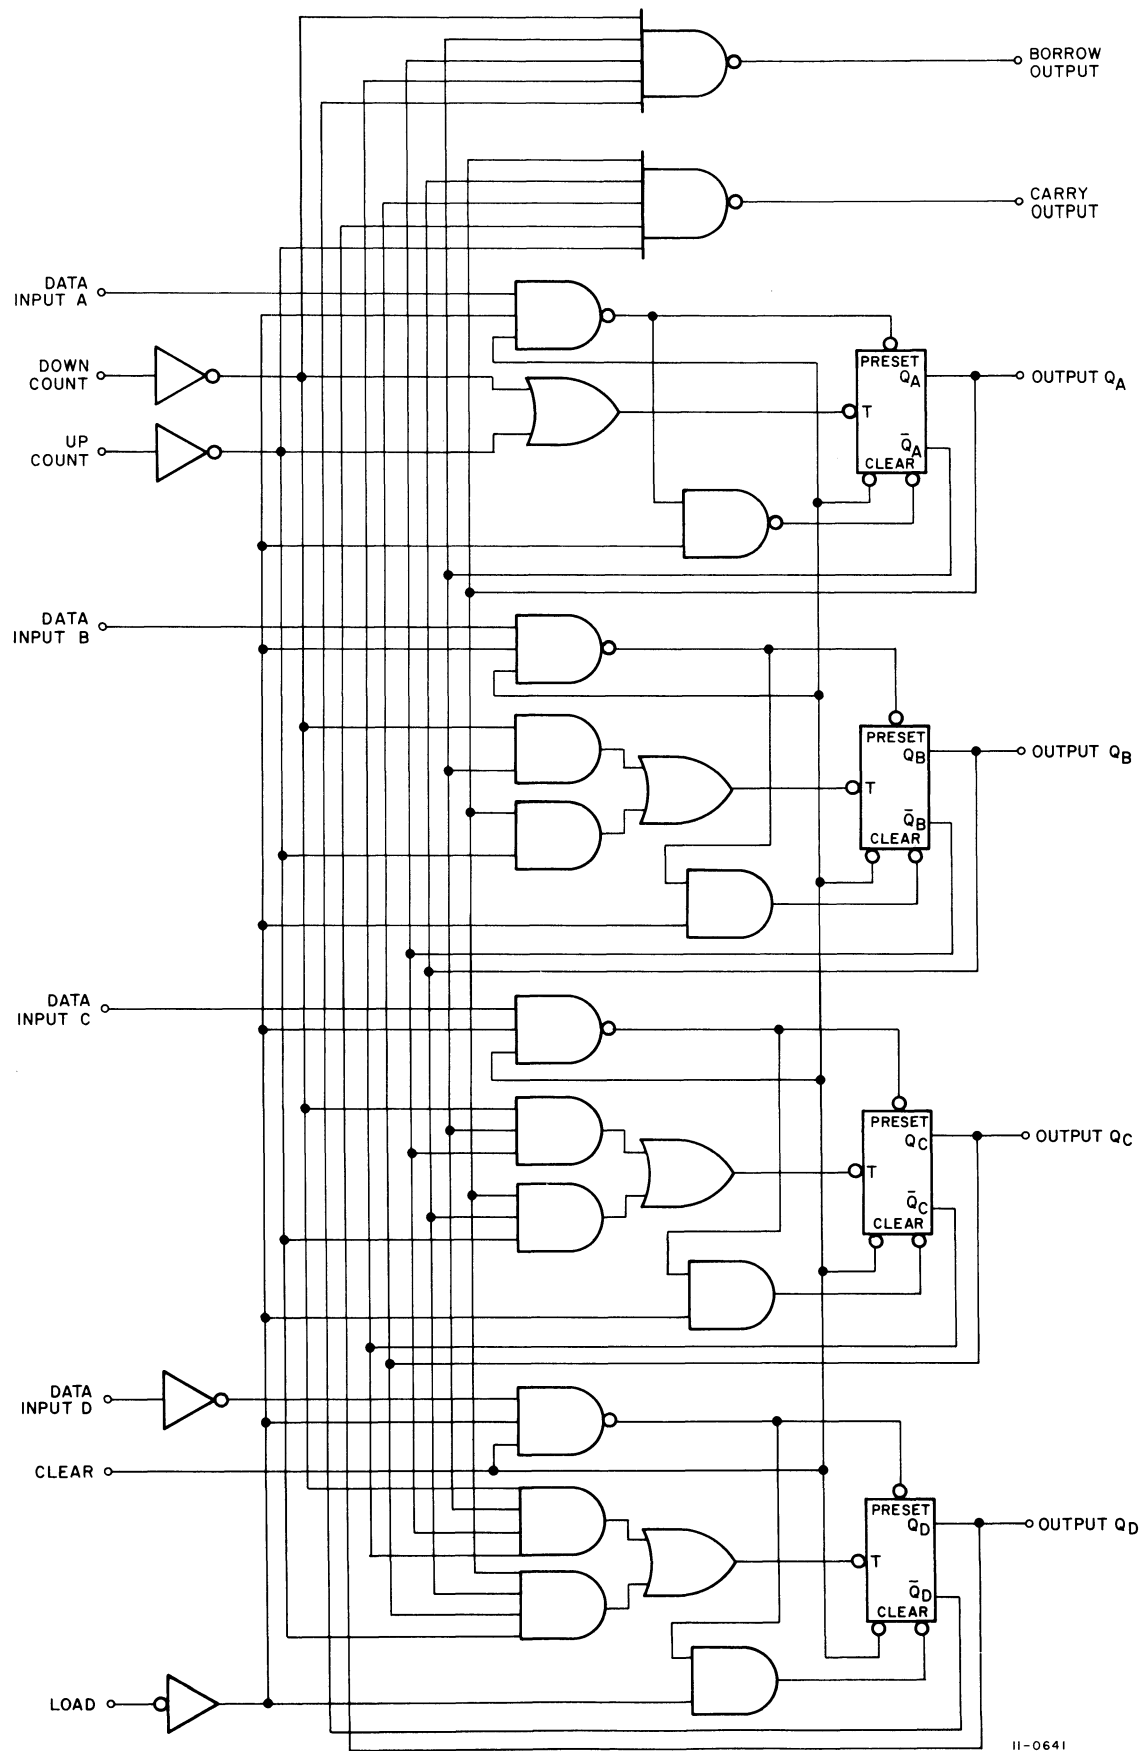 BORROW
OUTPUT
CARRY
OUTPUT
DATA
INPUT A
DOWN
COUNT
PRESET
QA
OUTPUT QA
T
UP
COUNT
Q̄A
CLEAR
DATA
INPUT B
PRESET
QB
OUTPUT QB
T
Q̄B
CLEAR
DATA
INPUT C
PRESET
QC
OUTPUT QC
T
Q̄C
CLEAR
DATA
INPUT D
CLEAR
PRESET
QD
OUTPUT QD
T
Q̄D
CLEAR
LOAD
11-0641